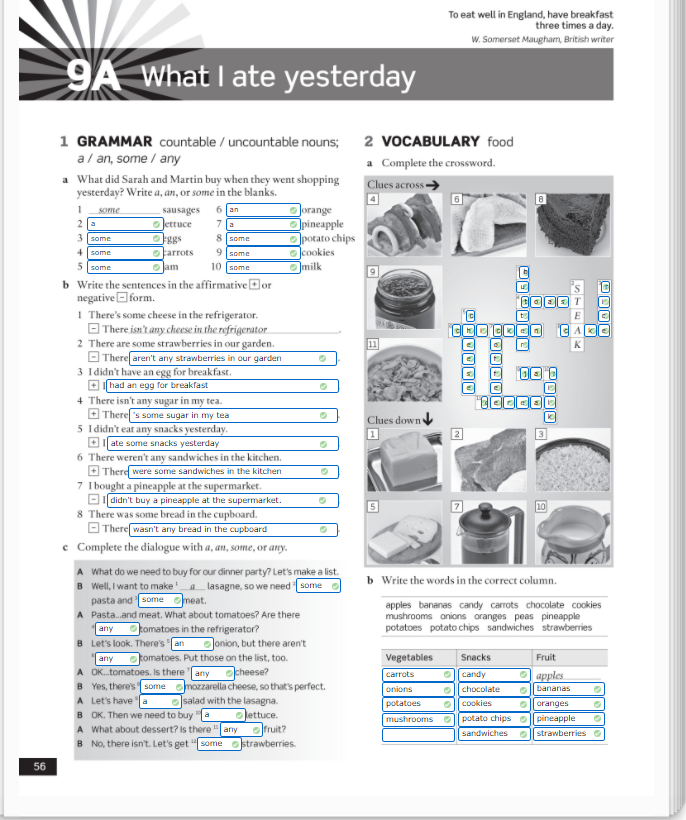 To eat well in England, have breakfast
three times a day.
W. Somerset Maugham, British writer
9A What I ate yesterday
1 GRAMMAR countable / uncountable nouns;
a / an, some / any
a What did Sarah and Martin buy when they went shopping
yesterday? Write a, an, or some in the blanks.
1 some sausages
2 a lettuce
3 some eggs
4 some carrots
5 some jam
6 an orange
7 a pineapple
8 some potato chips
9 some cookies
10 some milk
b Write the sentences in the affirmative + or
negative – form.
1 There's some cheese in the refrigerator.
– There isn't any cheese in the refrigerator.
2 There are some strawberries in our garden.
– There aren't any strawberries in our garden.
3 I didn't have an egg for breakfast.
+ I had an egg for breakfast
4 There isn't any sugar in my tea.
+ There 's some sugar in my tea.
5 I didn't eat any snacks yesterday.
+ I ate some snacks yesterday
6 There weren't any sandwiches in the kitchen.
+ There were some sandwiches in the kitchen
7 I bought a pineapple at the supermarket.
– I didn't buy a pineapple at the supermarket.
8 There was some bread in the cupboard.
– There wasn't any bread in the cupboard.
c Complete the dialogue with a, an, some, or any.
A What do we need to buy for our dinner party? Let's make a list.
B Well, I want to make 1 a lasagne, so we need 2 some
pasta and 3 some meat.
A Pasta...and meat. What about tomatoes? Are there
4 any tomatoes in the refrigerator?
B Let's look. There's 5 an onion, but there aren't
6 any tomatoes. Put those on the list, too.
A OK...tomatoes. Is there 7 any cheese?
B Yes, there's 8 some mozzarella cheese, so that's perfect.
A Let's have 9 a salad with the lasagna.
B OK. Then we need to buy 10 a lettuce.
A What about dessert? Is there 11 any fruit?
B No, there isn't. Let's get 12 some strawberries.
56
2 VOCABULARY food
a Complete the crossword.
Clues across
4 6 8
9
11
S
T
E
A
K
Clues down
1 2 3
5 7 10
b Write the words in the correct column.
apples bananas candy carrots chocolate cookies
mushrooms onions oranges peas pineapple
potatoes potato chips sandwiches strawberries
Vegetables Snacks Fruit
carrots candy apples
onions chocolate bananas
potatoes cookies oranges
mushrooms potato chips pineapple
sandwiches strawberries